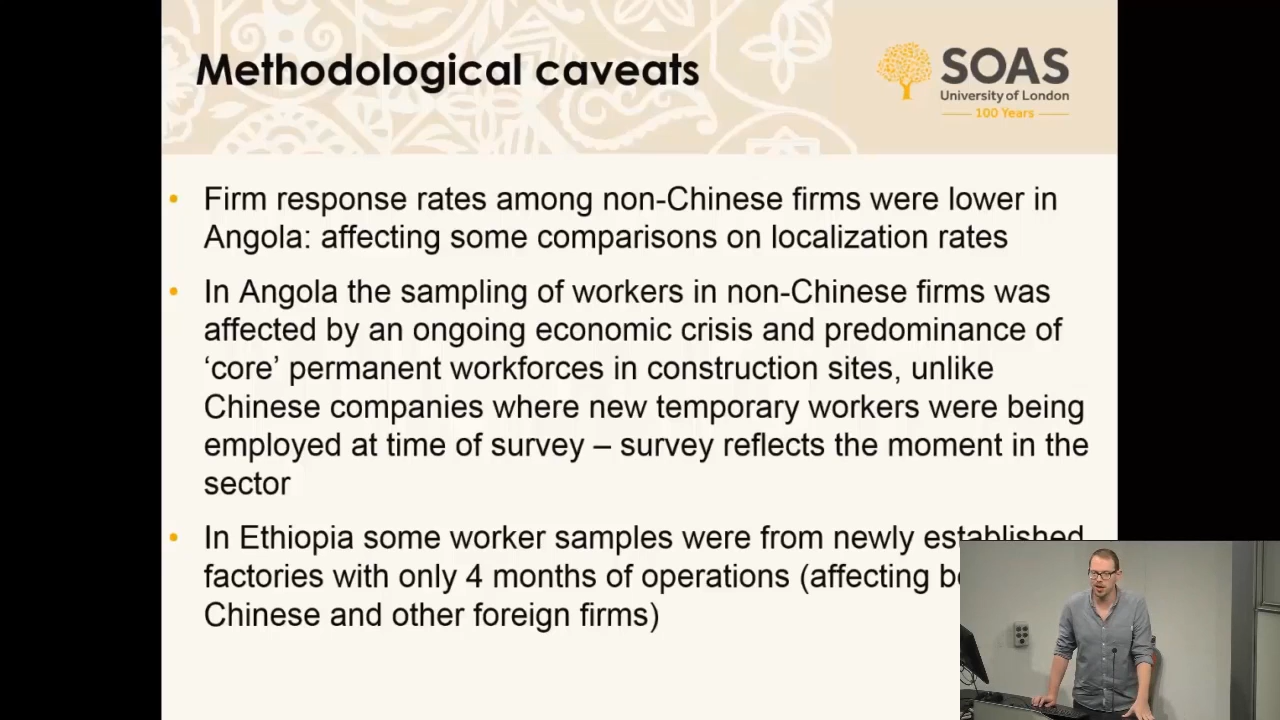 Methodological caveats
SOAS
University of London
100 Years
• Firm response rates among non-Chinese firms were lower in
Angola: affecting some comparisons on localization rates
• In Angola the sampling of workers in non-Chinese firms was
affected by an ongoing economic crisis and predominance of
‘core’ permanent workforces in construction sites, unlike
Chinese companies where new temporary workers were being
employed at time of survey – survey reflects the moment in the
sector
• In Ethiopia some worker samples were from newly established
factories with only 4 months of operations (affecting
Chinese and other foreign firms)